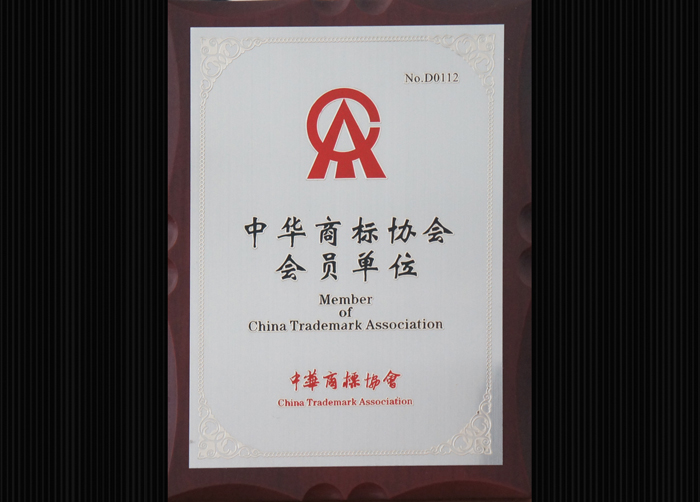 No.D0112
中华商标协会
会员单位
Member
of
China Trademark Association
中華商標協會
China Trademark Association